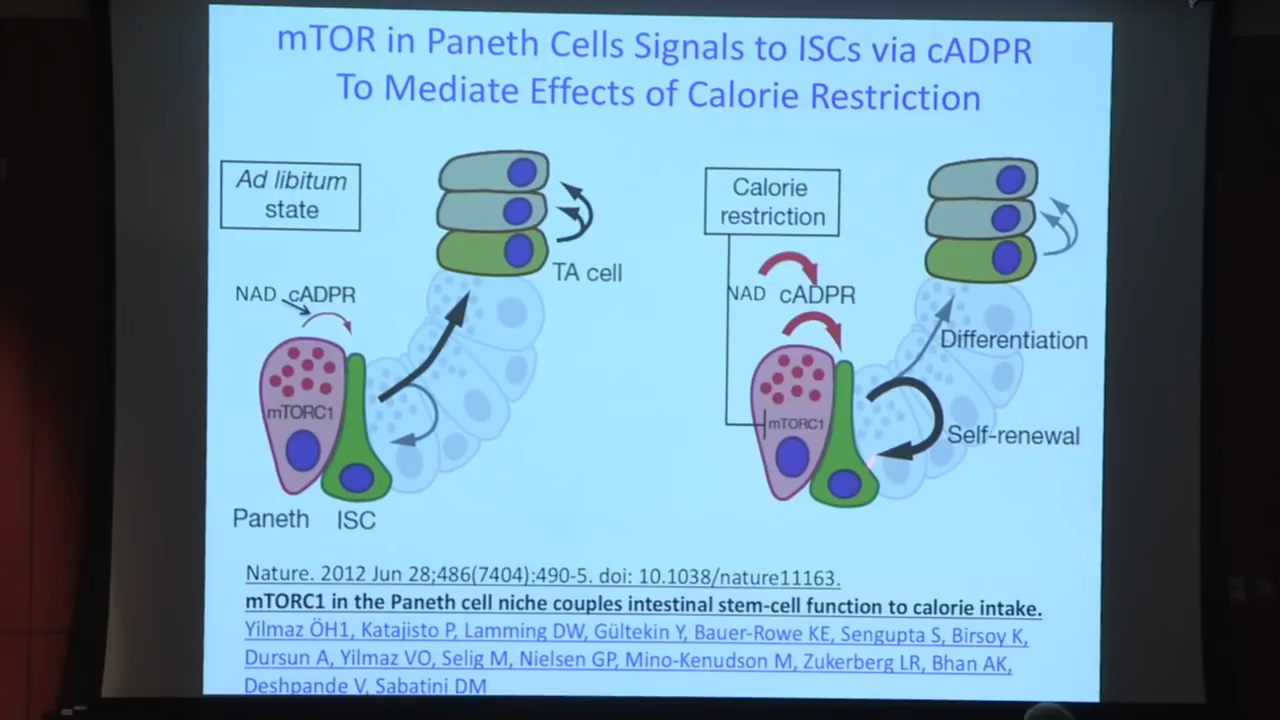 mTOR in Paneth Cells Signals to ISCs via cADPR
To Mediate Effects of Calorie Restriction
Ad libitum
state
TA cell
NAD cADPR
mTORC1
Paneth ISC
Calorie
restriction
NAD cADPR
Differentiation
mTORC1
Self-renewal
Nature. 2012 Jun 28;486(7404):490-5. doi: 10.1038/nature11163.
mTORC1 in the Paneth cell niche couples intestinal stem-cell function to calorie intake.
Yilmaz ÖH1, Katajisto P, Lamming DW, Gültekin Y, Bauer-Rowe KE, Sengupta S, Birsoy K,
Dursun A, Yilmaz VO, Selig M, Nielsen GP, Mino-Kenudson M, Zukerberg LR, Bhan AK,
Deshpande V, Sabatini DM